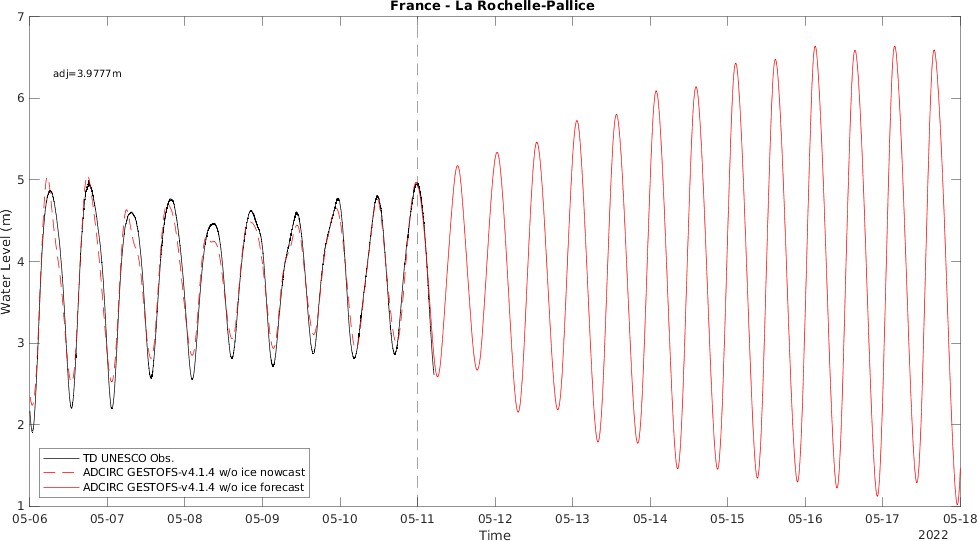 France - La Rochelle-Pallice
adj=3.9777m
Water Level (m)
7
6
5
4
3
2
1
TD UNESCO Obs.
ADCIRC GESTOFS-v4.1.4 w/o ice nowcast
ADCIRC GESTOFS-v4.1.4 w/o ice forecast
05-06 05-07 05-08 05-09 05-10 05-11 05-12 05-13 05-14 05-15 05-16 05-17 05-18
Time
2022